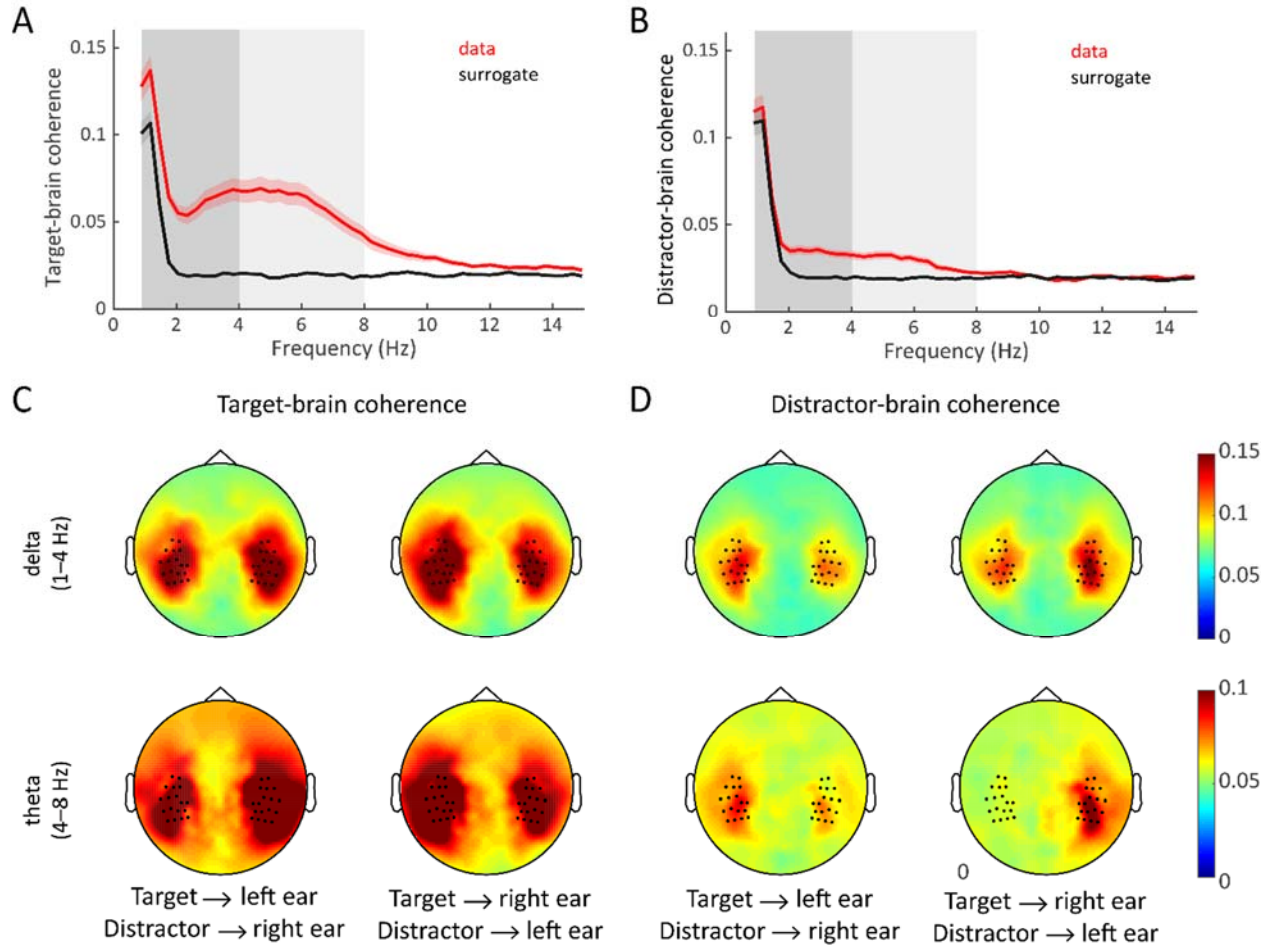 A
B
data
surrogate
data
surrogate
Target-brain coherence
0.15
0.1
0.05
0
0 2 4 6 8 10 12 14
Frequency (Hz)
Distractor-brain coherence
0.15
0.1
0.05
0
0 2 4 6 8 10 12 14
Frequency (Hz)
C
Target-brain coherence
D
Distractor-brain coherence
delta
(1–4 Hz)
0.15
0.1
0.05
0
theta
(4–8 Hz)
0.1
0.05
0
0
Target → left ear
Distractor → right ear
Target → right ear
Distractor → left ear
Target → left ear
Distractor → right ear
Target → right ear
Distractor → left ear